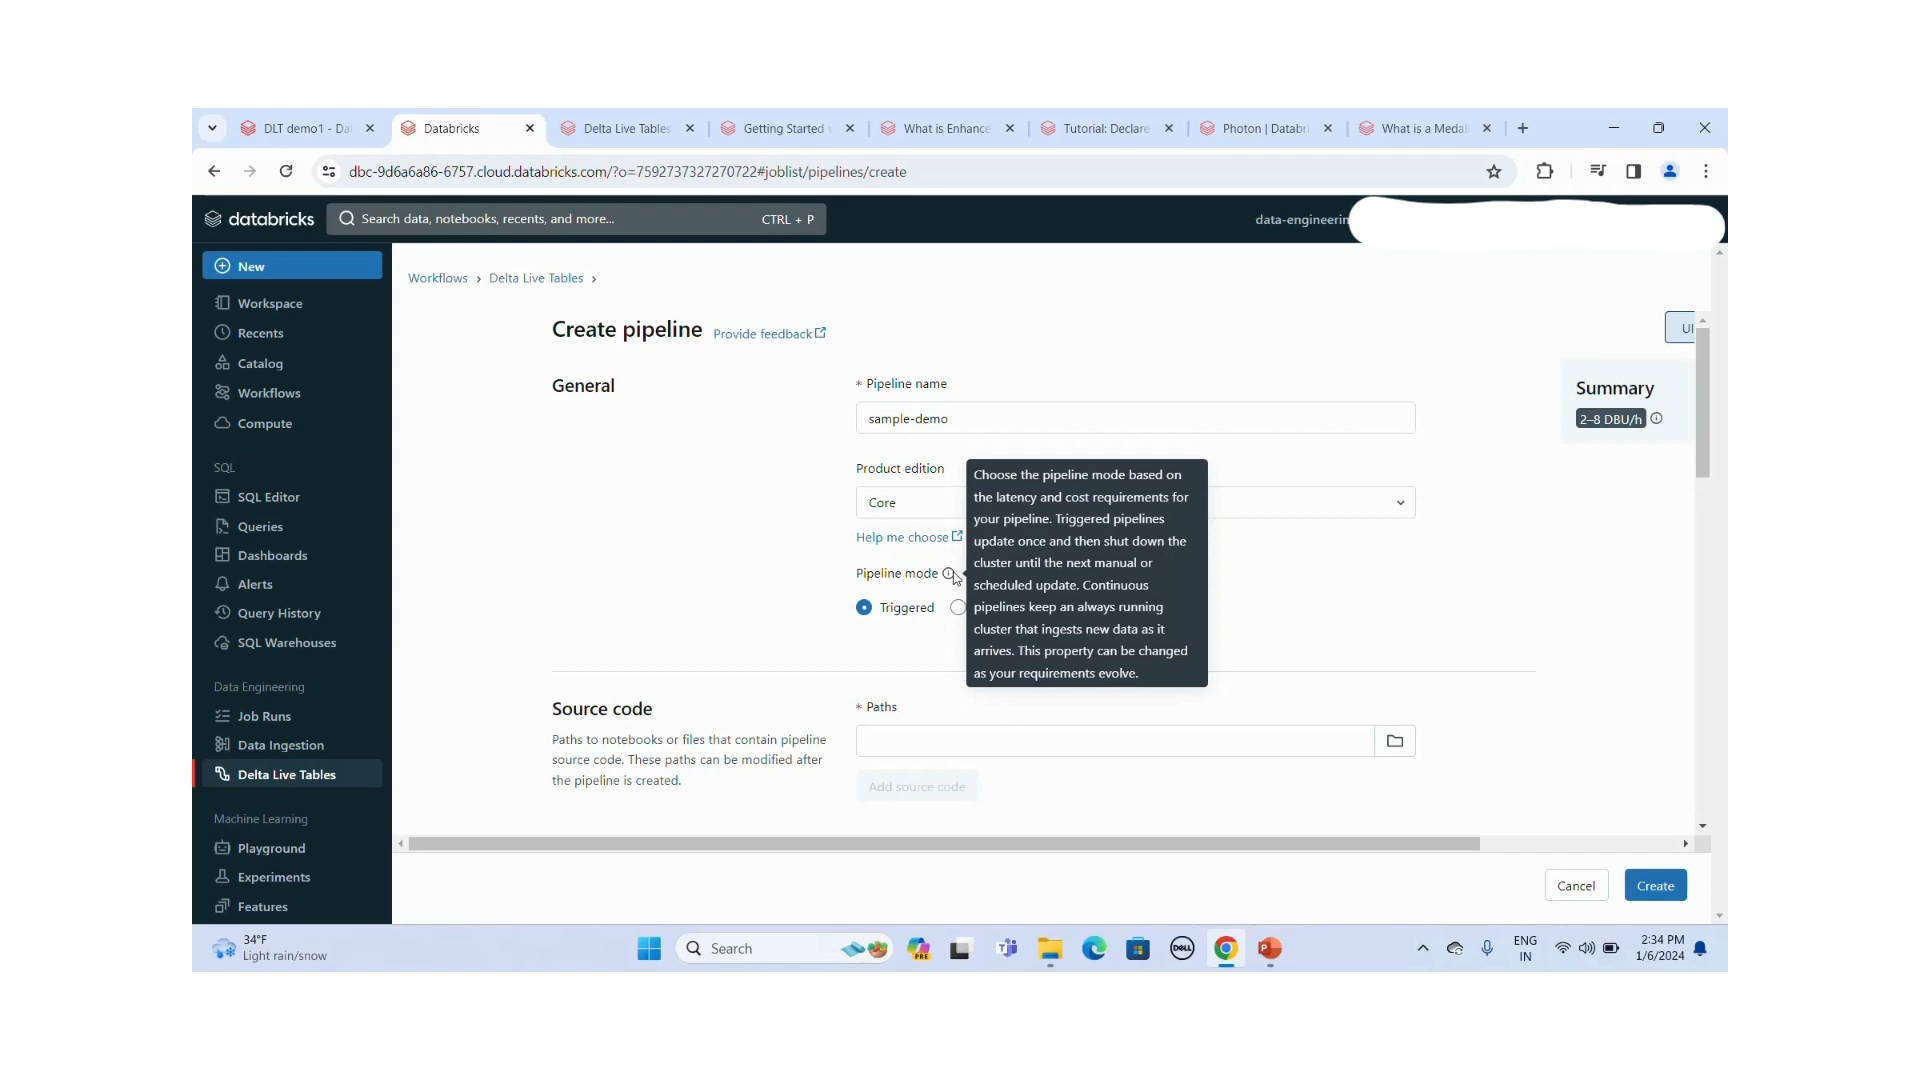 DLT demo1 - Da
Databricks
Delta Live Tables
Getting Started
What is Enhance
Tutorial: Declare
Photon | Databri
What is a Medal
dbc-9d6a6a86-6757.cloud.databricks.com/?o=7592737327270722#joblist/pipelines/create
databricks
Search data, notebooks, recents, and more...
CTRL + P
data-engineerin
New
Workspace
Recents
Catalog
Workflows
Compute
SQL
SQL Editor
Queries
Dashboards
Alerts
Query History
SQL Warehouses
Data Engineering
Job Runs
Data Ingestion
Delta Live Tables
Machine Learning
Playground
Experiments
Features
Workflows › Delta Live Tables ›
Create pipeline
Provide feedback
UI
General
* Pipeline name
sample-demo
Product edition
Core
Help me choose
Pipeline mode
Triggered
Choose the pipeline mode based on
the latency and cost requirements for
your pipeline. Triggered pipelines
update once and then shut down the
cluster until the next manual or
scheduled update. Continuous
pipelines keep an always running
cluster that ingests new data as it
arrives. This property can be changed
as your requirements evolve.
Summary
2–8 DBU/h
Source code
Paths to notebooks or files that contain pipeline
source code. These paths can be modified after
the pipeline is created.
* Paths
Add source code
Cancel
Create
34°F
Light rain/snow
Search
PRE
DELL
ENG
IN
2:34 PM
1/6/2024